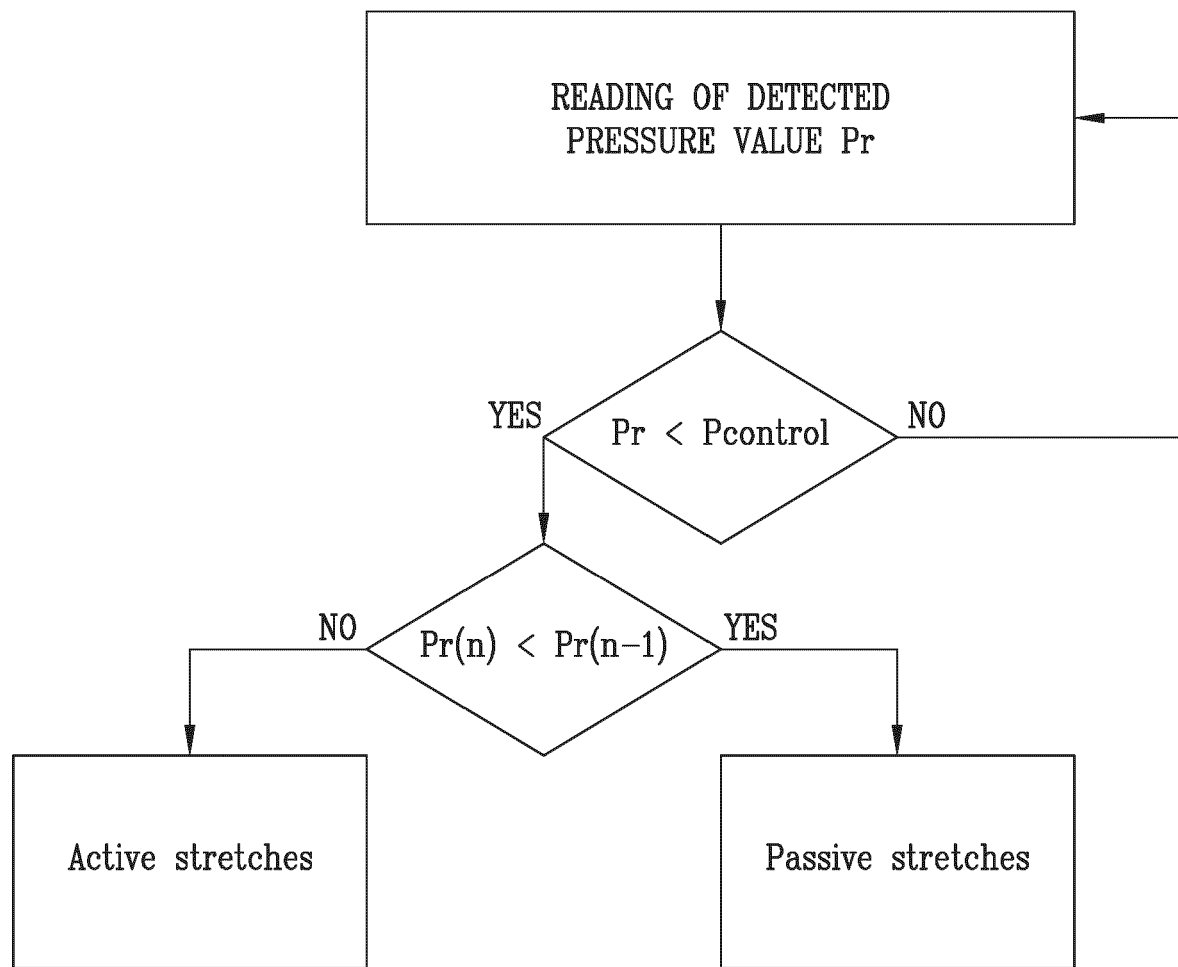 READING OF DETECTED
PRESSURE VALUE Pr
YES
Pr < Pcontrol
NO
NO
Pr(n) < Pr(n-1)
YES
Active stretches
Passive stretches